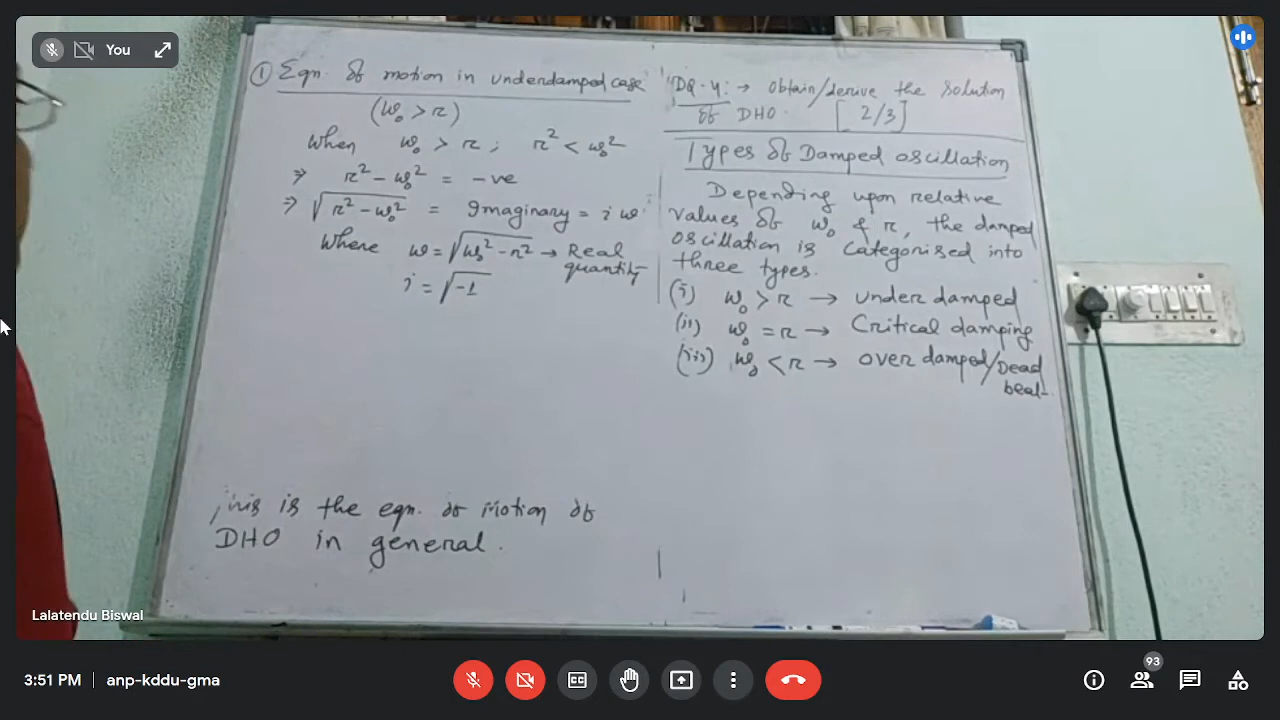 You
① Eqn. of motion in underdamped case
(ω₀ > r)
when ω₀ > r ; r² < ω₀²
⇒ r² - ω₀² = -ve
⇒ √r² - ω₀² = Imaginary = i ω
where ω = √ω₀² - r² → Real
quantity
i = √-1
This is the eqn. of Motion of
DHO in general.
DQ-4: → Obtain/derive the solution
of DHO. [2/3]
Types of Damped oscillation
Depending upon relative
values of ω₀ & r, the damped
oscillation is categorised into
three types.
(i) ω₀ > r → under damped
(ii) ω₀ = r → Critical damping
(iii) ω₀ < r → over damped/Dead
beat.
Lalatendu Biswal
3:51 PM | anp-kddu-gma
93